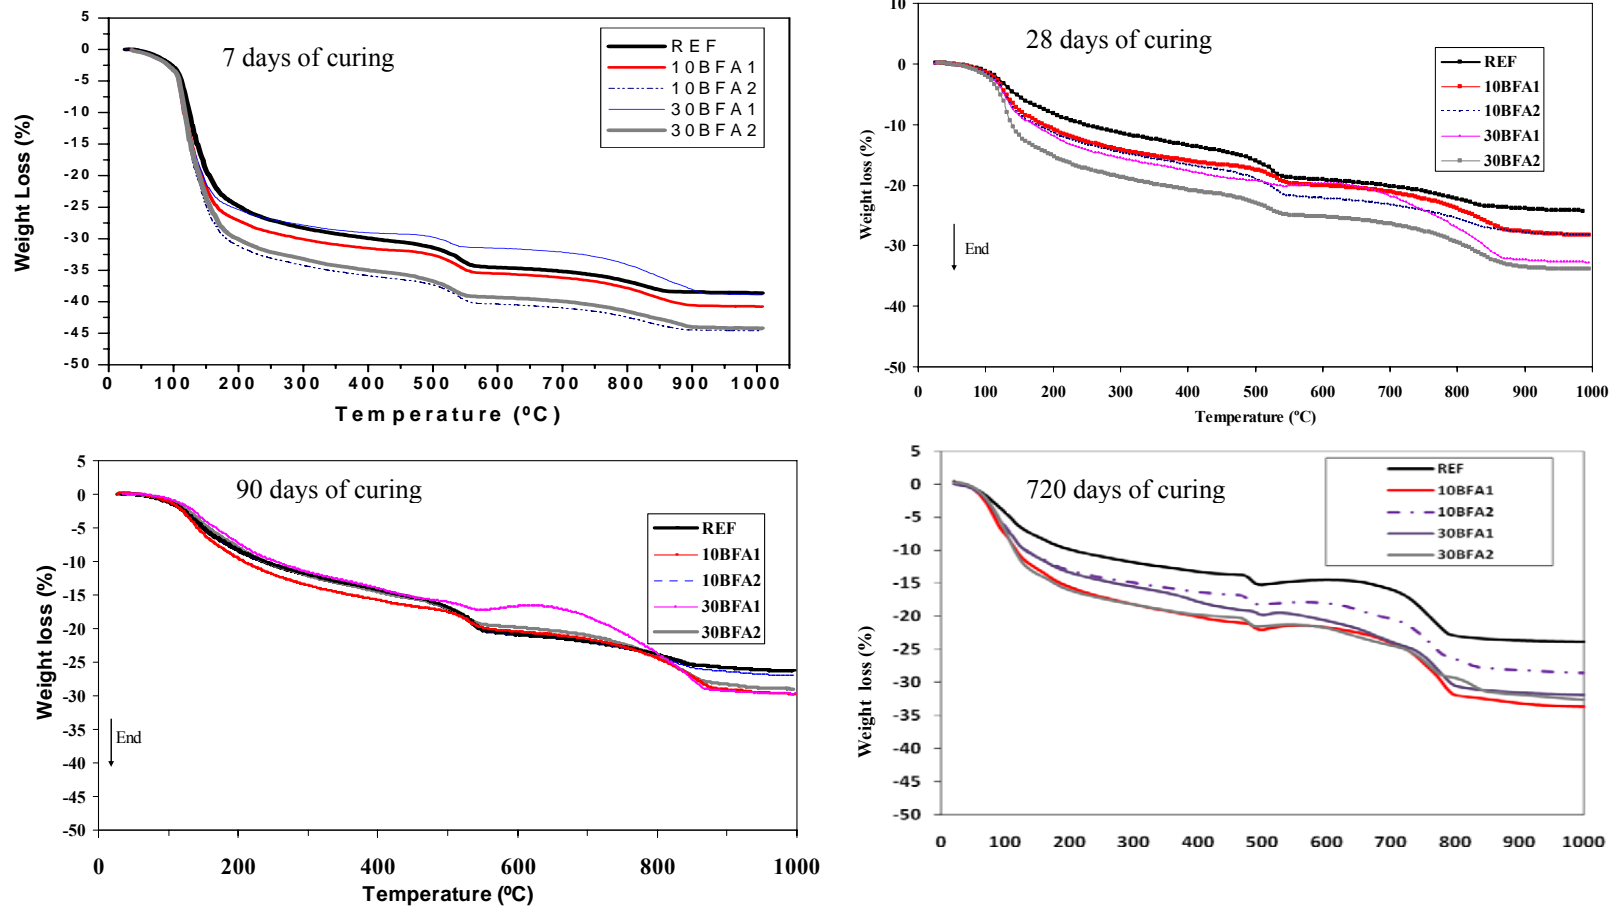 5
0
-5
-10
-15
-20
-25
-30
-35
-40
-45
-50
Weight Loss (%)
7 days of curing
REF
10BFA1
10BFA2
30BFA1
30BFA2
0 100 200 300 400 500 600 700 800 900 1000
Temperature (ºC)
10
0
-10
-20
-30
-40
-50
Weight loss (%)
28 days of curing
REF
10BFA1
10BFA2
30BFA1
30BFA2
End
0 100 200 300 400 500 600 700 800 900 1000
Temperature (ºC)
5
0
-5
-10
-15
-20
-25
-30
-35
-40
-45
-50
Weight loss (%)
90 days of curing
REF
10BFA1
10BFA2
30BFA1
30BFA2
End
0 200 400 600 800 1000
Temperature (ºC)
5
0
-5
-10
-15
-20
-25
-30
-35
-40
-45
-50
Weight loss (%)
720 days of curing
REF
10BFA1
10BFA2
30BFA1
30BFA2
0 100 200 300 400 500 600 700 800 900 1000